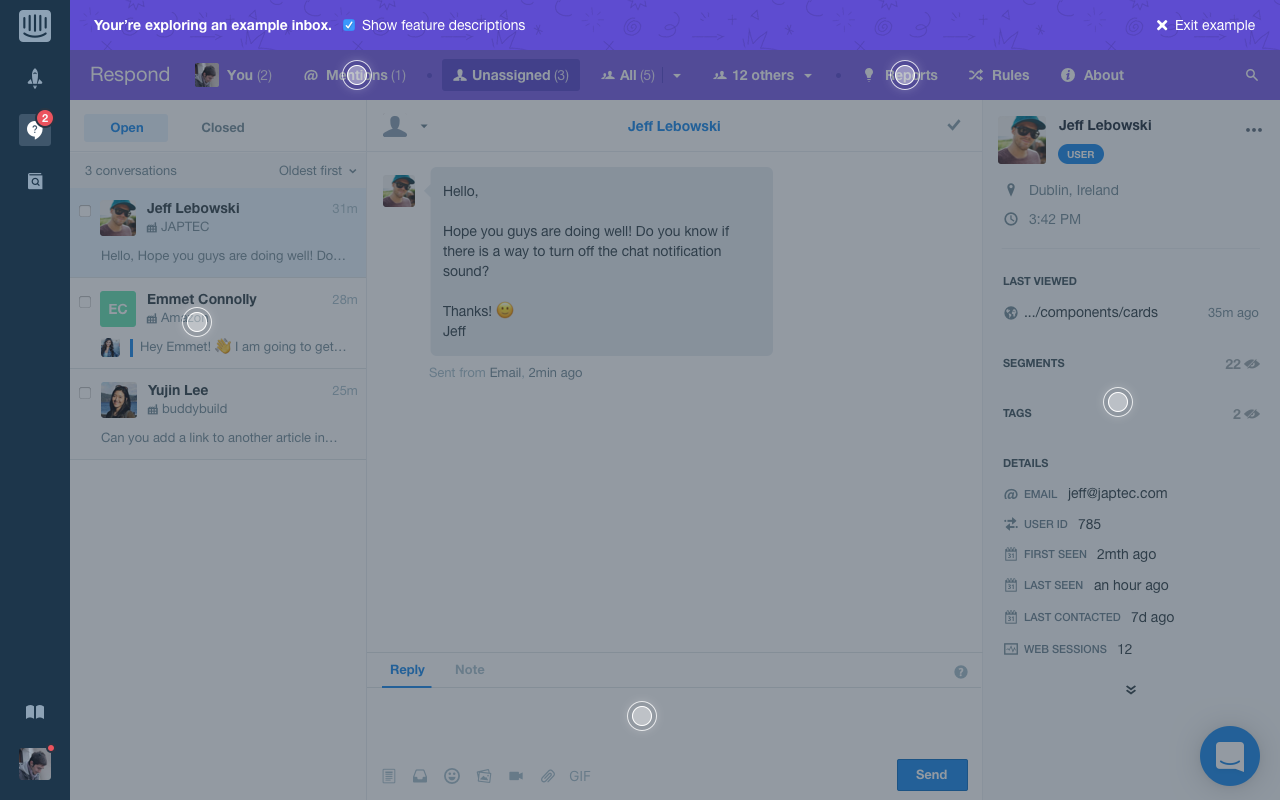 Your’re exploring an example inbox. Show feature descriptions
Exit example
Respond
You (2)
Mentions (1)
Unassigned (3)
All (5)
12 others
Reports
Rules
About
2
Open
Closed
3 conversations
Oldest first
Jeff Lebowski 31m
JAPTEC
Hello, Hope you guys are doing well! Do…
EC
Emmet Connolly 28m
Amazon
Hey Emmet! 👋 I am going to get…
Yujin Lee 25m
buddybuild
Can you add a link to another article in…
Jeff Lebowski
Hello,
Hope you guys are doing well! Do you know if
there is a way to turn off the chat notification
sound?
Thanks! 🙂
Jeff
Sent from Email, 2min ago
Reply
Note
?
GIF
Send
Jeff Lebowski
USER
Dublin, Ireland
3:42 PM
LAST VIEWED
.../components/cards 35m ago
SEGMENTS 22
TAGS 2
DETAILS
EMAIL jeff@japtec.com
USER ID 785
FIRST SEEN 2mth ago
LAST SEEN an hour ago
LAST CONTACTED 7d ago
WEB SESSIONS 12